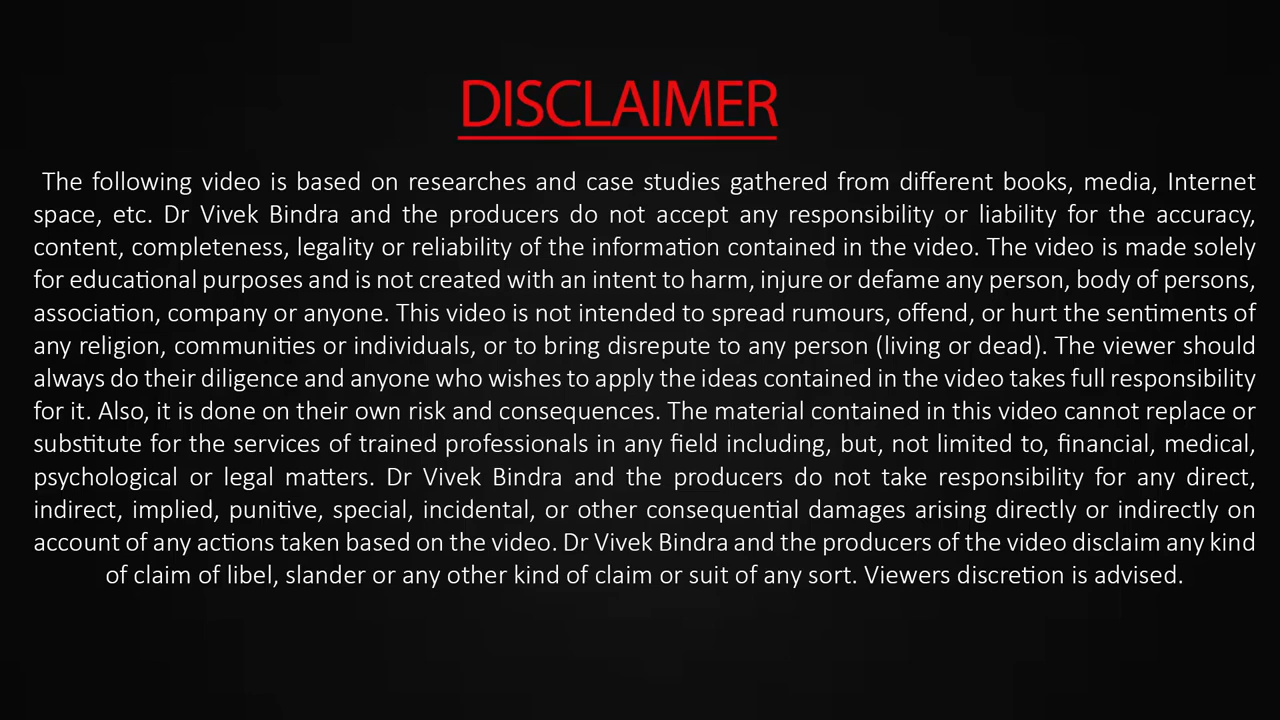 DISCLAIMER
The following video is based on researches and case studies gathered from different books, media, Internet
space, etc. Dr Vivek Bindra and the producers do not accept any responsibility or liability for the accuracy,
content, completeness, legality or reliability of the information contained in the video. The video is made solely
for educational purposes and is not created with an intent to harm, injure or defame any person, body of persons,
association, company or anyone. This video is not intended to spread rumours, offend, or hurt the sentiments of
any religion, communities or individuals, or to bring disrepute to any person (living or dead). The viewer should
always do their diligence and anyone who wishes to apply the ideas contained in the video takes full responsibility
for it. Also, it is done on their own risk and consequences. The material contained in this video cannot replace or
substitute for the services of trained professionals in any field including, but, not limited to, financial, medical,
psychological or legal matters. Dr Vivek Bindra and the producers do not take responsibility for any direct,
indirect, implied, punitive, special, incidental, or other consequential damages arising directly or indirectly on
account of any actions taken based on the video. Dr Vivek Bindra and the producers of the video disclaim any kind
of claim of libel, slander or any other kind of claim or suit of any sort. Viewers discretion is advised.